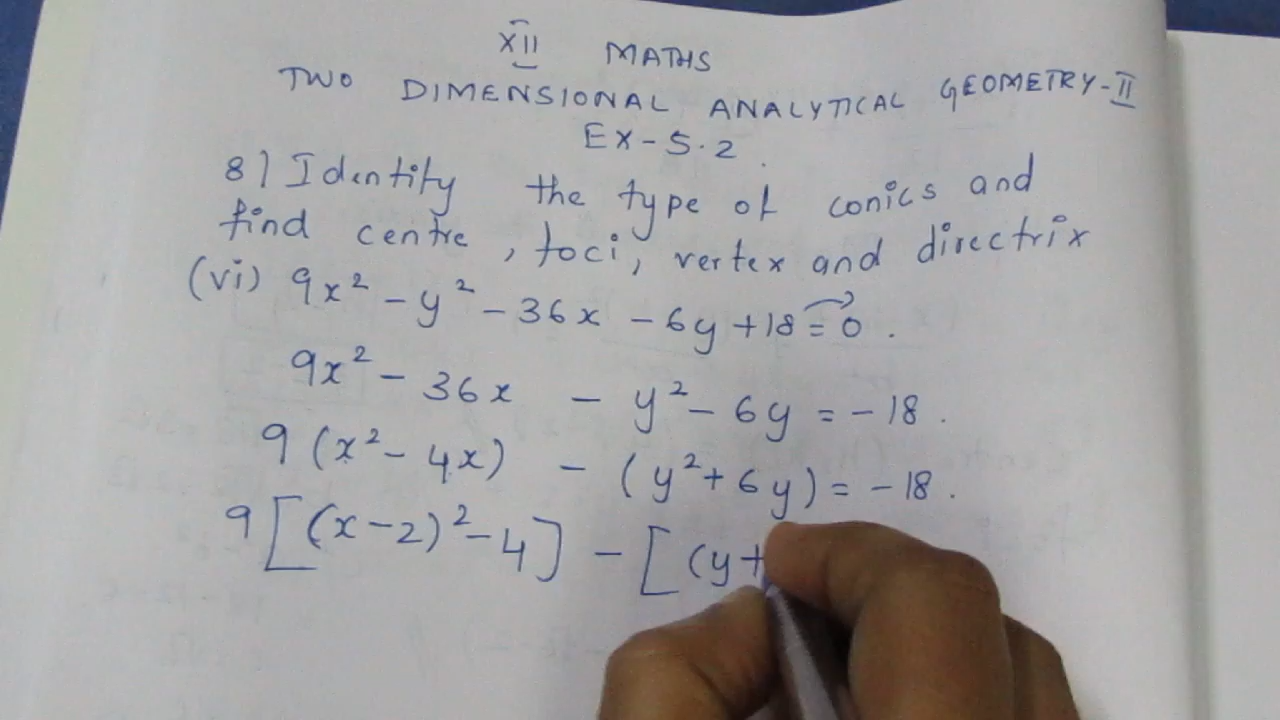 XII MATHS
TWO DIMENSIONAL ANALYTICAL GEOMETRY-II
EX-5.2.
8) Identify the type of conics and
find centre, foci, vertex and directrix
(vi) 9x² - y² - 36x - 6y + 18 = 0.
9x² - 36x - y² - 6y = -18.
9(x² - 4x) - (y² + 6y) = -18.
9[(x-2)² - 4] - [(y+